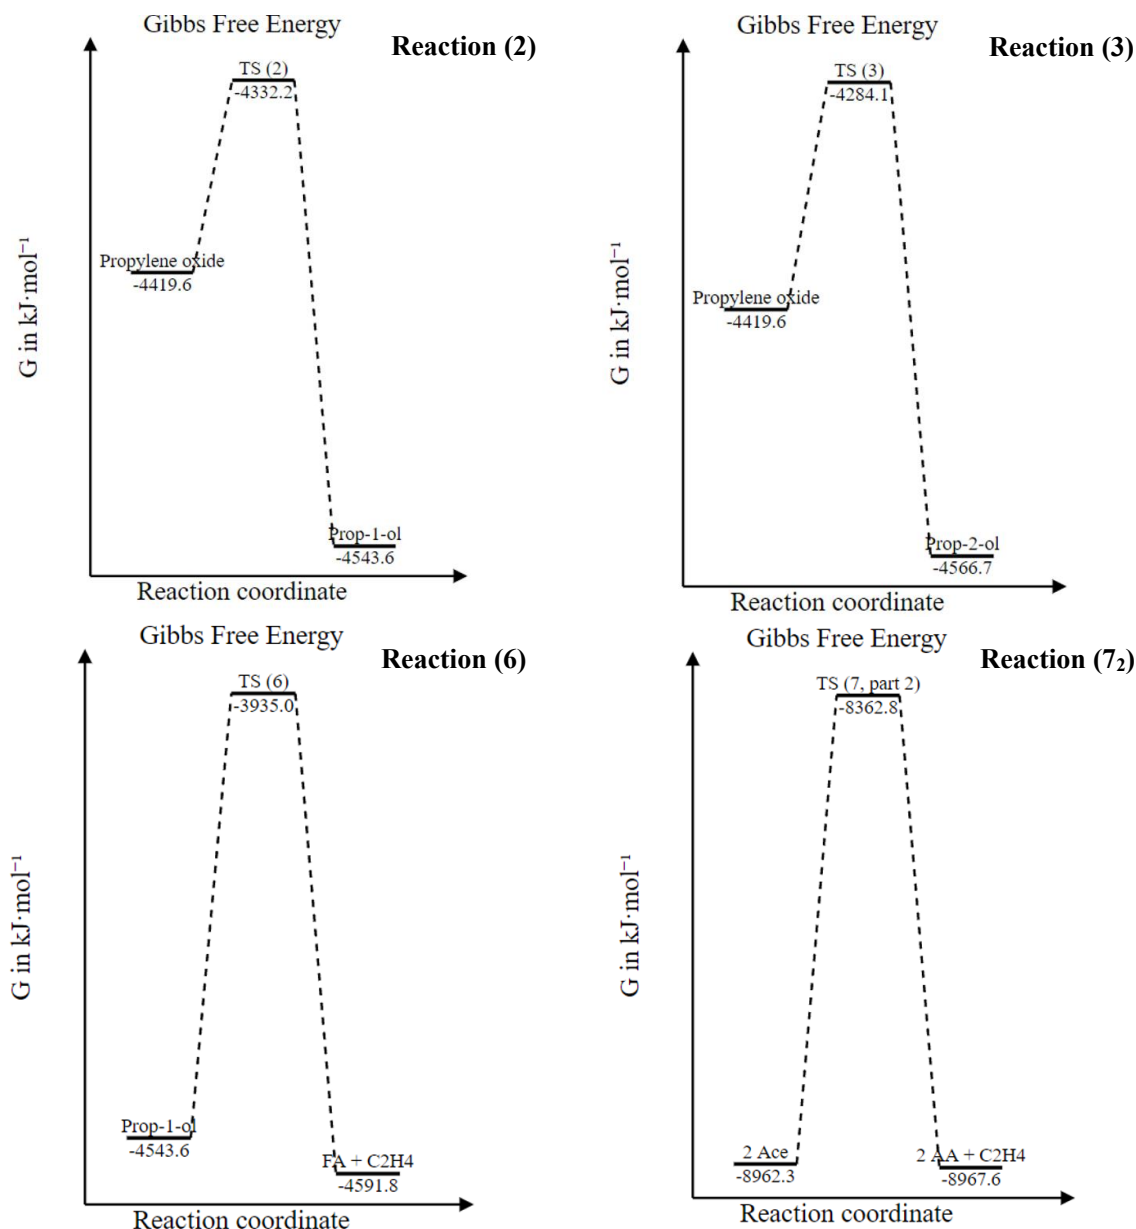 Gibbs Free Energy
Reaction (2)
TS (2)
-4332.2
Propylene oxide
-4419.6
Prop-1-ol
-4543.6
G in kJ·mol⁻¹
Reaction coordinate
Reaction (3)
TS (3)
-4284.1
Propylene oxide
-4419.6
Prop-2-ol
-4566.7
G in kJ·mol⁻¹
Reaction coordinate
Gibbs Free Energy
Reaction (6)
TS (6)
-3935.0
Prop-1-ol
-4543.6
FA + C2H4
-4591.8
G in kJ·mol⁻¹
Reaction coordinate
Gibbs Free Energy
Reaction (7₂)
TS (7, part 2)
-8362.8
2 Ace
-8962.3
2 AA + C2H4
-8967.6
G in kJ·mol⁻¹
Reaction coordinate